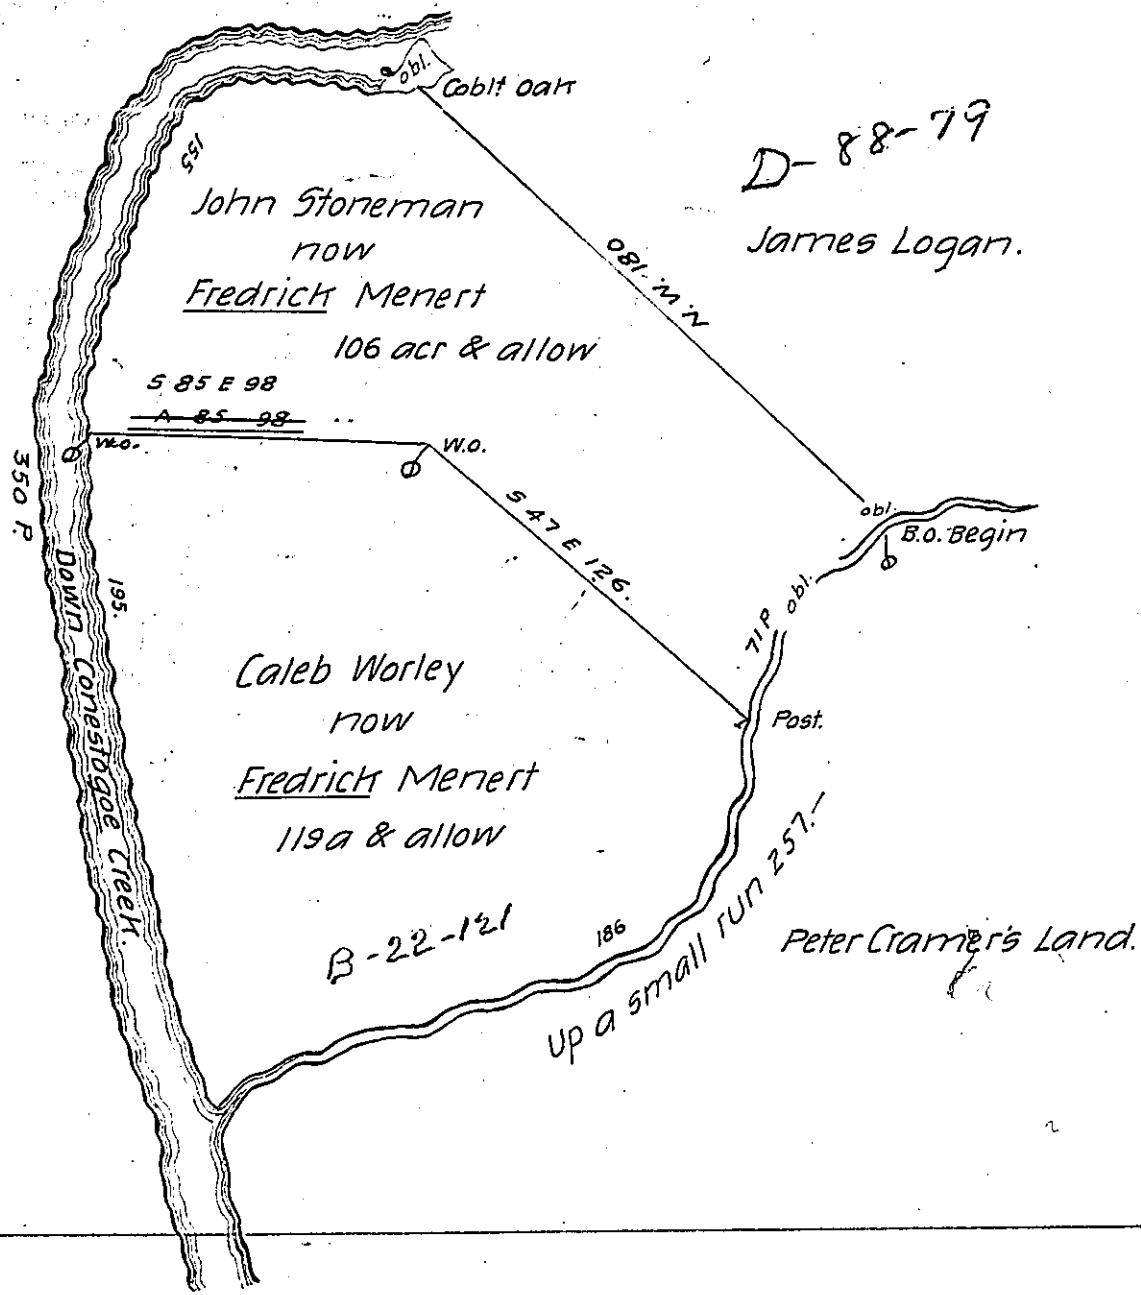 obl.
Coblt oak
D-88-79
155
John Stoneman
now
Fredrick Menert
106 acr & allow
James Logan.
N.W. 180
S 85 E 98
A 85 98
W.O.
W.O.
350 P.
S 47 E 126.
obl.
B.O. Begin
obl.
71 P
195.
Down Conestogoe Creek.
Caleb Worley
now
Fredrick Menert
119a & allow
Post.
B-22-121
186
up a small run 257.
Peter Cramer's Land.